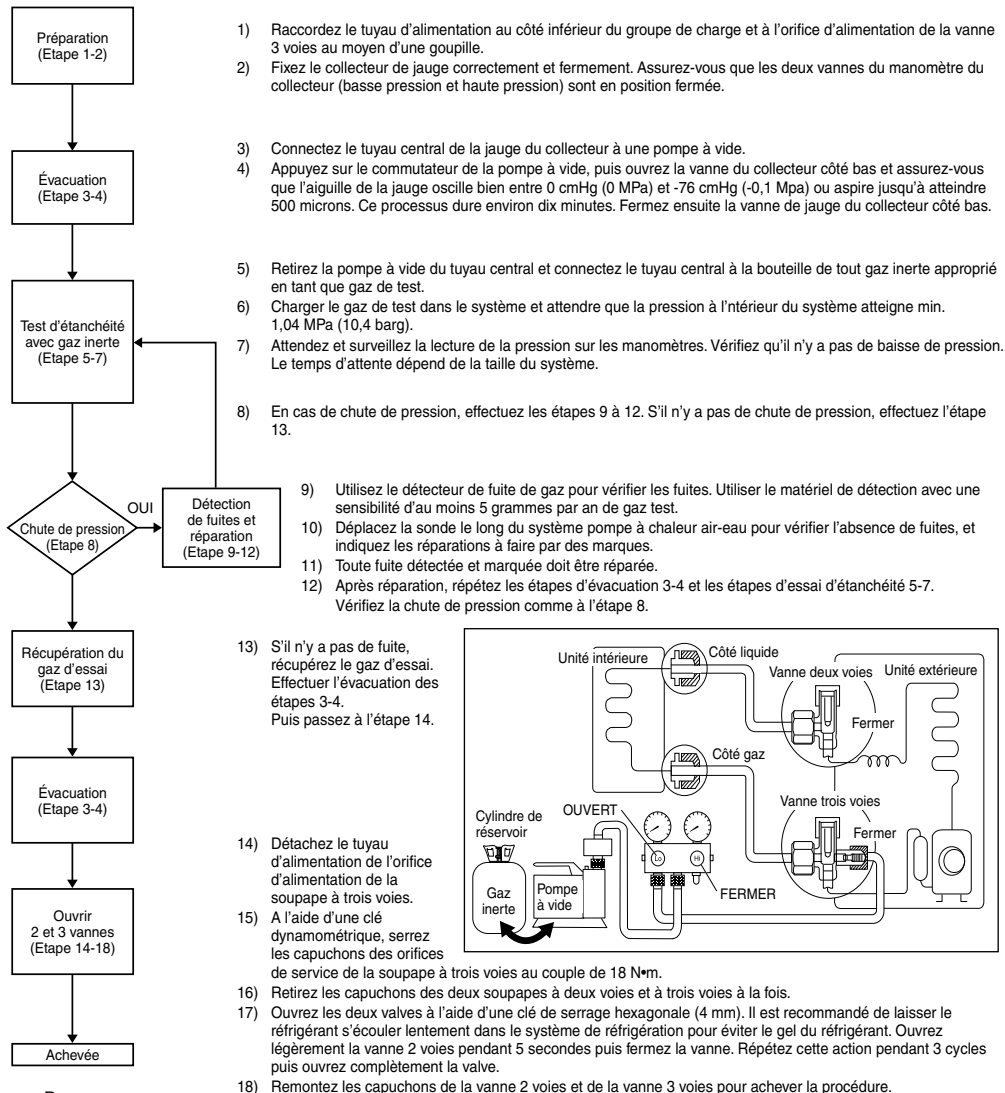 Préparation
(Etape 1-2)
1) Raccordez le tuyau d'alimentation au côté inférieur du groupe de charge et à l'orifice d'alimentation de la vanne
3 voies au moyen d'une goupille.
2) Fixez le collecteur de jauge correctement et fermement. Assurez-vous que les deux vannes du manomètre du
collecteur (basse pression et haute pression) sont en position fermée.
Évacuation
(Etape 3-4)
3) Connectez le tuyau central de la jauge du collecteur à une pompe à vide.
4) Appuyez sur le commutateur de la pompe à vide, puis ouvrez la vanne du collecteur côté bas et assurez-vous
que l'aiguille de la jauge oscille bien entre 0 cmHg (0 MPa) et -76 cmHg (-0,1 Mpa) ou aspire jusqu'à atteindre
500 microns. Ce processus dure environ dix minutes. Fermez ensuite la vanne de jauge du collecteur côté bas.
Test d'étanchéité
avec gaz inerte
(Etape 5-7)
5) Retirez la pompe à vide du tuyau central et connectez le tuyau central à la bouteille de tout gaz inerte approprié
en tant que gaz de test.
6) Charger le gaz de test dans le système et attendre que la pression à l'ntérieur du système atteigne min.
1,04 MPa (10,4 barg).
7) Attendez et surveillez la lecture de la pression sur les manomètres. Vérifiez qu'il n'y a pas de baisse de pression.
Le temps d'attente dépend de la taille du système.
8) En cas de chute de pression, effectuez les étapes 9 à 12. S'il n'y a pas de chute de pression, effectuez l'étape
13.
Chute de pression
(Etape 8)
OUI
Détection
de fuites et
réparation
(Etape 9-12)
9) Utilisez le détecteur de fuite de gaz pour vérifier les fuites. Utiliser le matériel de détection avec une
sensibilité d'au moins 5 grammes par an de gaz test.
10) Déplacez la sonde le long du système pompe à chaleur air-eau pour vérifier l'absence de fuites, et
indiquez les réparations à faire par des marques.
11) Toute fuite détectée et marquée doit être réparée.
12) Après réparation, répétez les étapes d'évacuation 3-4 et les étapes d'essai d'étanchéité 5-7.
Vérifiez la chute de pression comme à l'étape 8.
Récupération du
gaz d'essai
(Etape 13)
13) S'il n'y a pas de fuite,
récupérez le gaz d'essai.
Effectuer l'évacuation des
étapes 3-4.
Puis passez à l'étape 14.
Unité intérieure
Côté liquide
Vanne deux voies
Unité extérieure
Fermer
Côté gaz
Vanne trois voies
Fermer
OUVERT
Cylindre de
réservoir
Lo
Hi
FERMER
Gaz
inerte
Pompe
à vide
Évacuation
(Etape 3-4)
Ouvrir
2 et 3 vannes
(Etape 14-18)
14) Détachez le tuyau
d'alimentation de l'orifice
d'alimentation de la
soupape à trois voies.
15) A l'aide d'une clé
dynamométrique, serrez
les capuchons des orifices
de service de la soupape à trois voies au couple de 18 N•m.
16) Retirez les capuchons des deux soupapes à deux voies et à trois voies à la fois.
17) Ouvrez les deux valves à l'aide d'une clé de serrage hexagonale (4 mm). Il est recommandé de laisser le
réfrigérant s'écouler lentement dans le système de réfrigération pour éviter le gel du réfrigérant. Ouvrez
légèrement la vanne 2 voies pendant 5 secondes puis fermez la vanne. Répétez cette action pendant 3 cycles
puis ouvrez complètement la valve.
Achevée
18) Remontez les capuchons de la vanne 2 voies et de la vanne 3 voies pour achever la procédure.